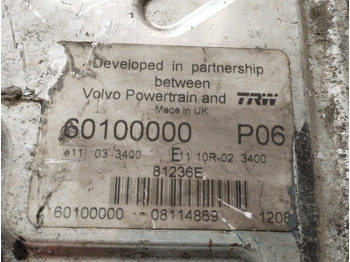 Developed in partnership
between
Volvo Powertrain and TRW
Made in UK
60100000 P06
e11 03 3400 E11 10R-02 3400
81236E
60100000 08114869 1208